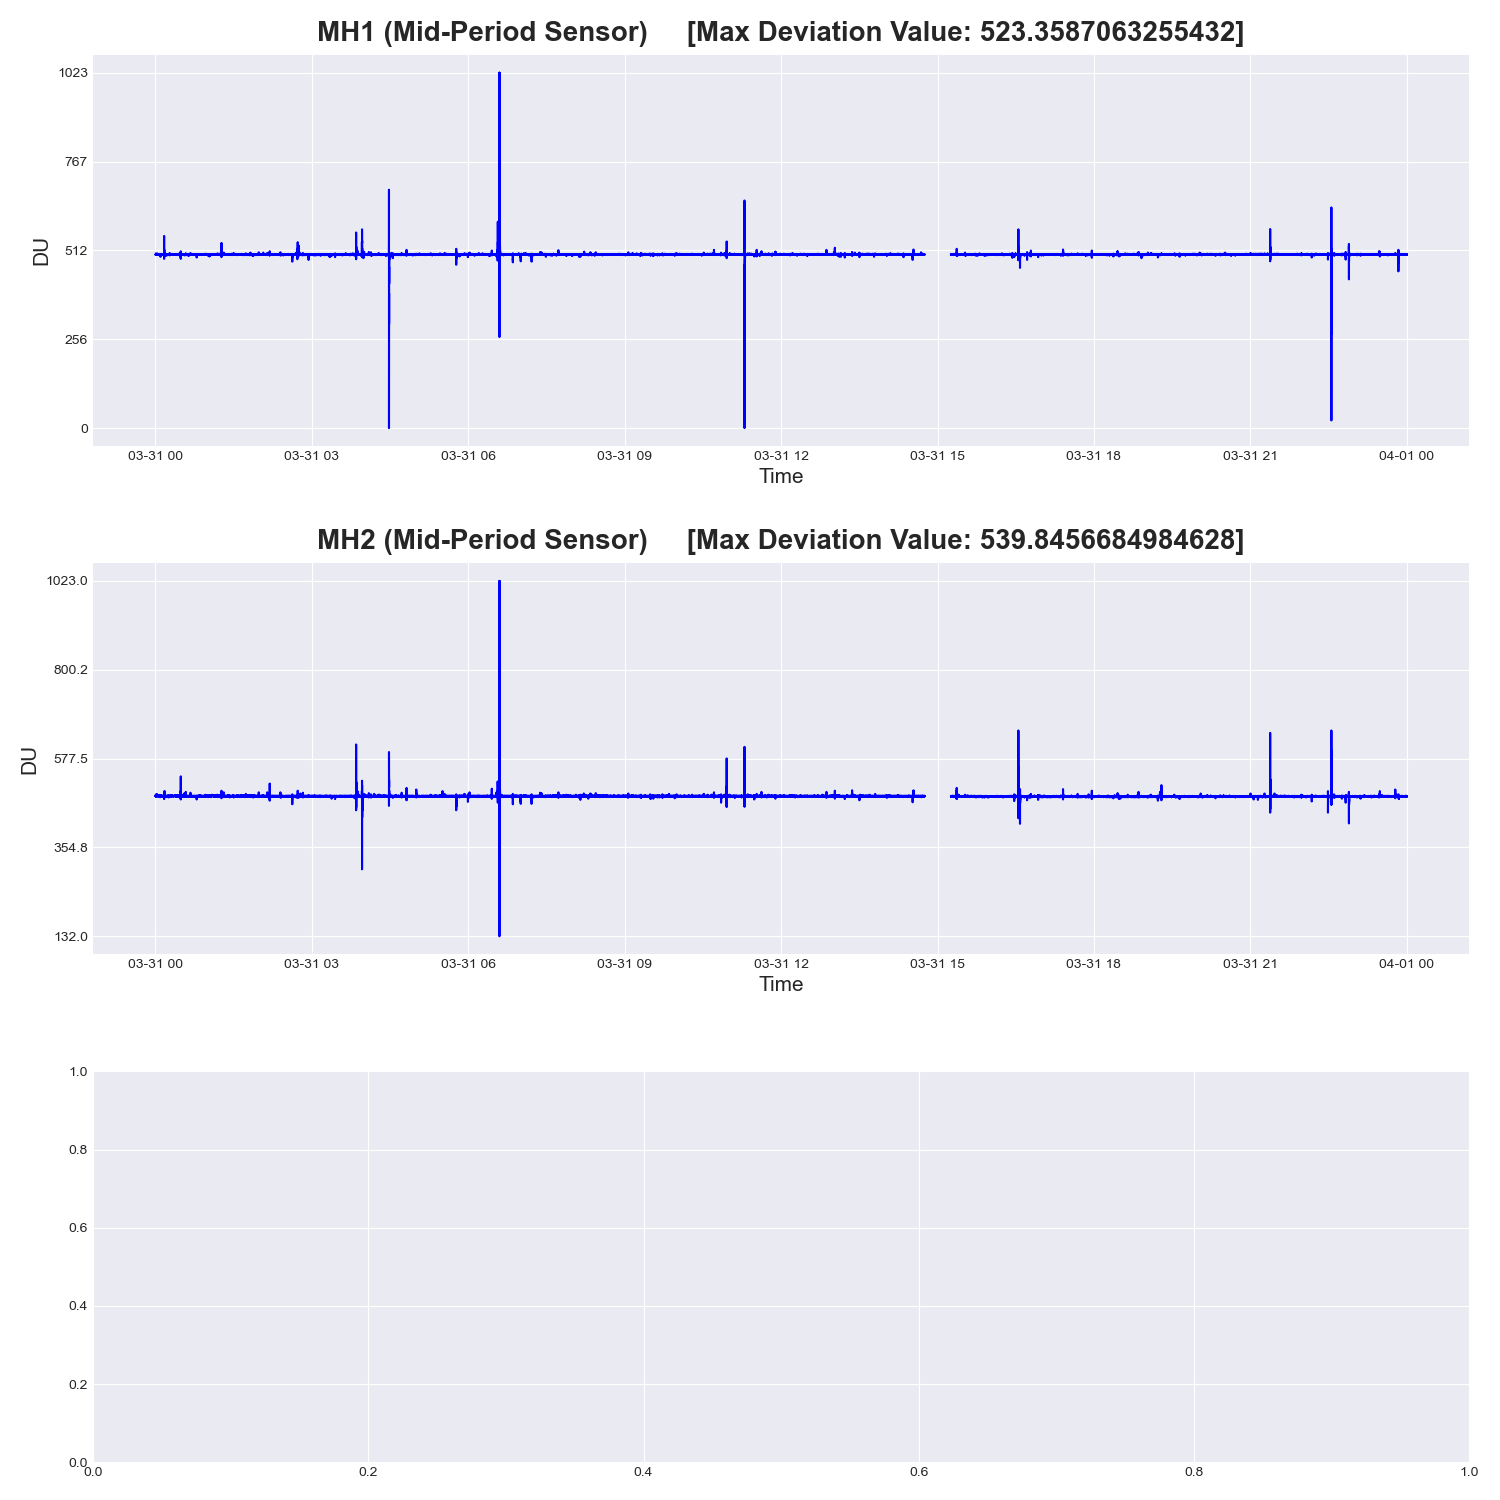 MH1 (Mid-Period Sensor) [Max Deviation Value: 523.3587063255432]
1023
767
512
256
0
DU
03-31 00 03-31 03 03-31 06 03-31 09 03-31 12 03-31 15 03-31 18 03-31 21 04-01 00
Time
MH2 (Mid-Period Sensor) [Max Deviation Value: 539.8456684984628]
1023.0
800.2
577.5
354.8
132.0
DU
03-31 00 03-31 03 03-31 06 03-31 09 03-31 12 03-31 15 03-31 18 03-31 21 04-01 00
Time
1.0
0.8
0.6
0.4
0.2
0.0
0.0 0.2 0.4 0.6 0.8 1.0